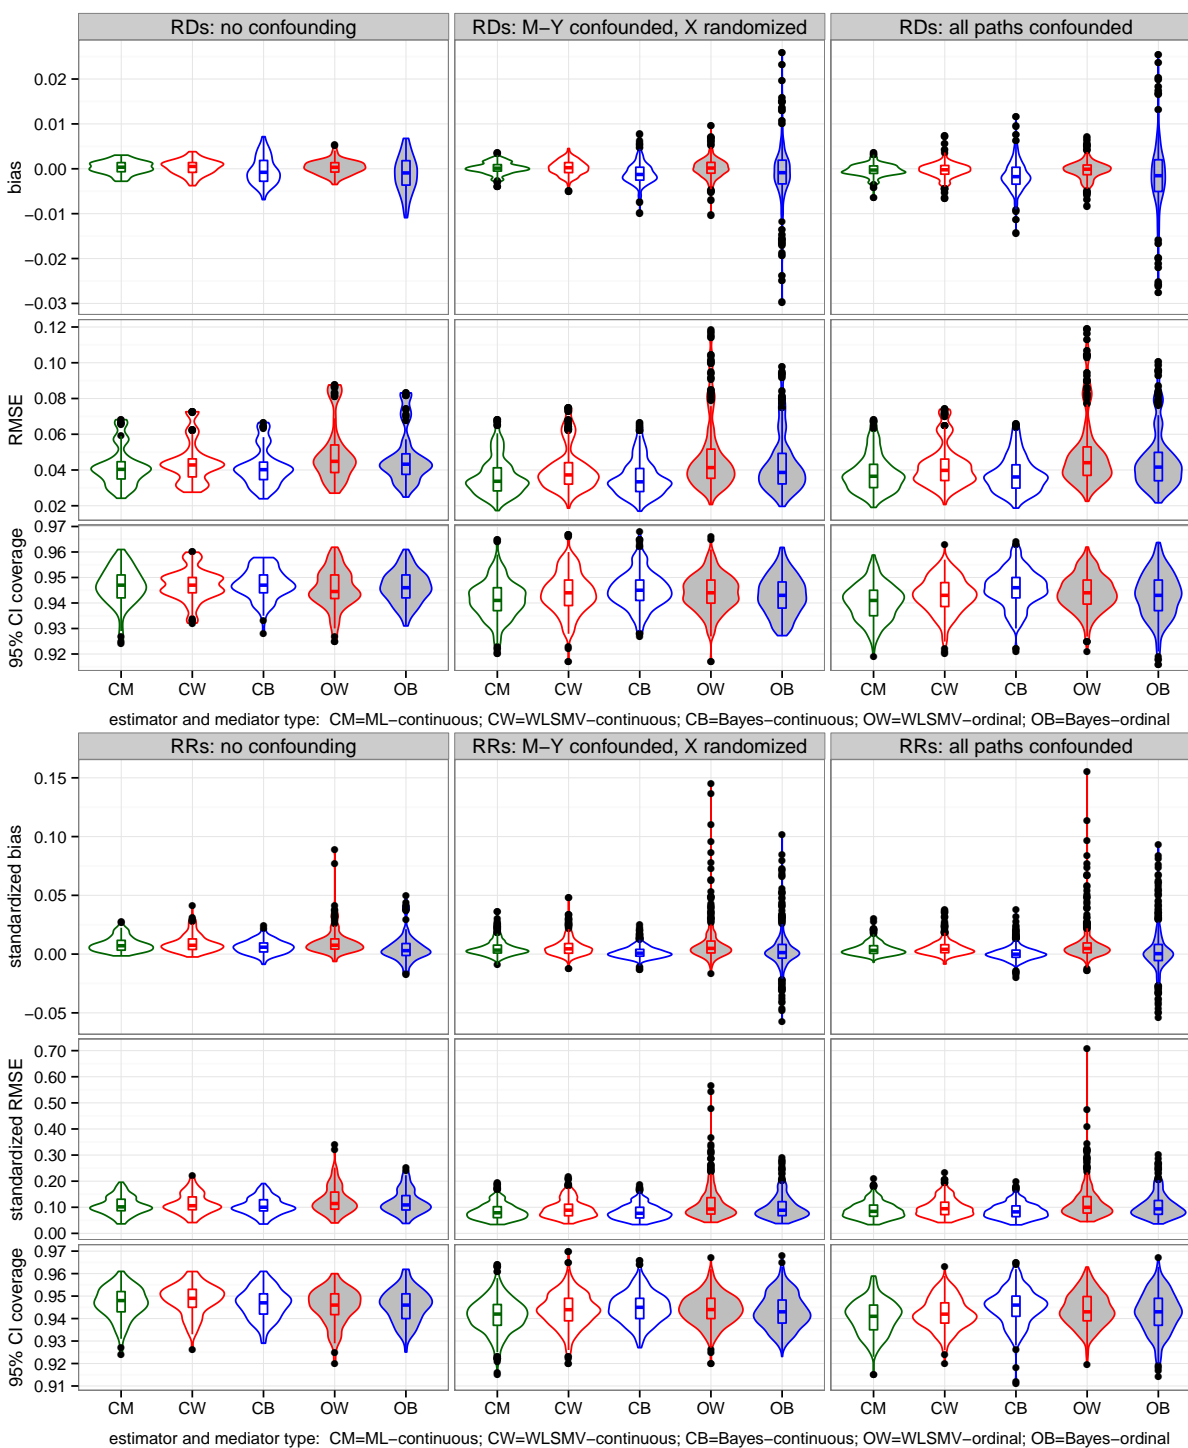 RDs: no confounding
RDs: M−Y confounded, X randomized
RDs: all paths confounded
bias
0.02
0.01
0.00
−0.01
−0.02
−0.03
RMSE
0.12
0.10
0.08
0.06
0.04
0.02
95% CI coverage
0.97
0.96
0.95
0.94
0.93
0.92
CM CW CB OW OB CM CW CB OW OB CM CW CB OW OB
estimator and mediator type: CM=ML−continuous; CW=WLSMV−continuous; CB=Bayes−continuous; OW=WLSMV−ordinal; OB=Bayes−ordinal
RRs: no confounding
RRs: M−Y confounded, X randomized
RRs: all paths confounded
standardized bias
0.15
0.10
0.05
0.00
−0.05
standardized RMSE
0.70
0.60
0.50
0.40
0.30
0.20
0.10
0.00
95% CI coverage
0.97
0.96
0.95
0.94
0.93
0.92
0.91
CM CW CB OW OB CM CW CB OW OB CM CW CB OW OB
estimator and mediator type: CM=ML−continuous; CW=WLSMV−continuous; CB=Bayes−continuous; OW=WLSMV−ordinal; OB=Bayes−ordinal